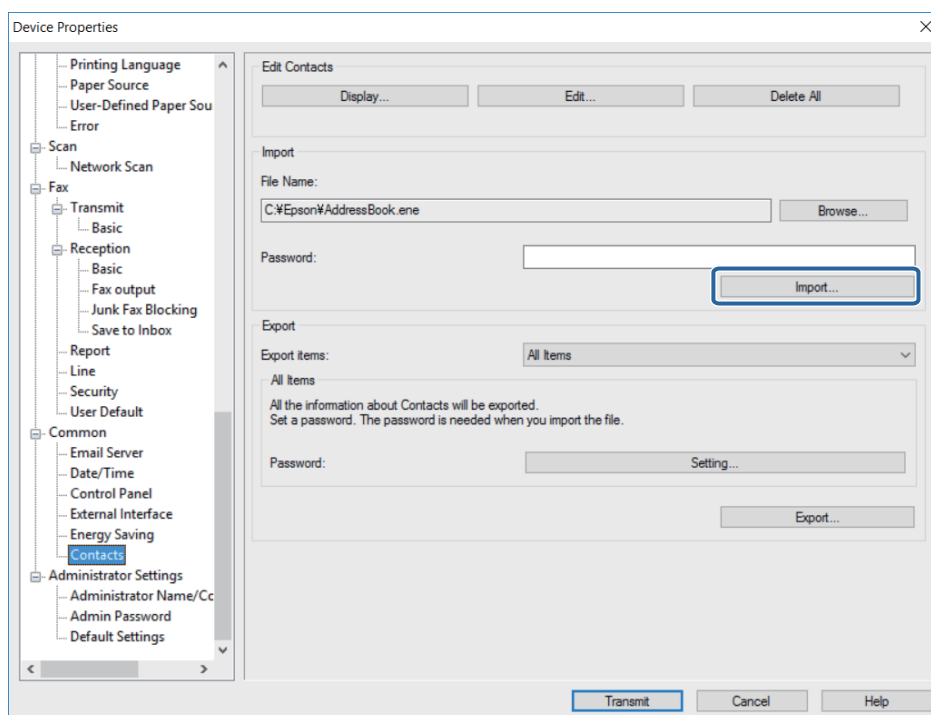 Device Properties
Printing Language
Paper Source
User-Defined Paper Sou
Error
Scan
Network Scan
Fax
Transmit
Basic
Reception
Basic
Fax output
Junk Fax Blocking
Save to Inbox
Report
Line
Security
User Default
Common
Email Server
Date/Time
Control Panel
External Interface
Energy Saving
Contacts
Administrator Settings
Administrator Name/Cc
Admin Password
Default Settings
Edit Contacts
Display... Edit... Delete All
Import
File Name:
C:¥Epson¥AddressBook.ene Browse...
Password:
Import...
Export
Export items: All Items
All Items
All the information about Contacts will be exported.
Set a password. The password is needed when you import the file.
Password: Setting...
Export...
Transmit Cancel Help